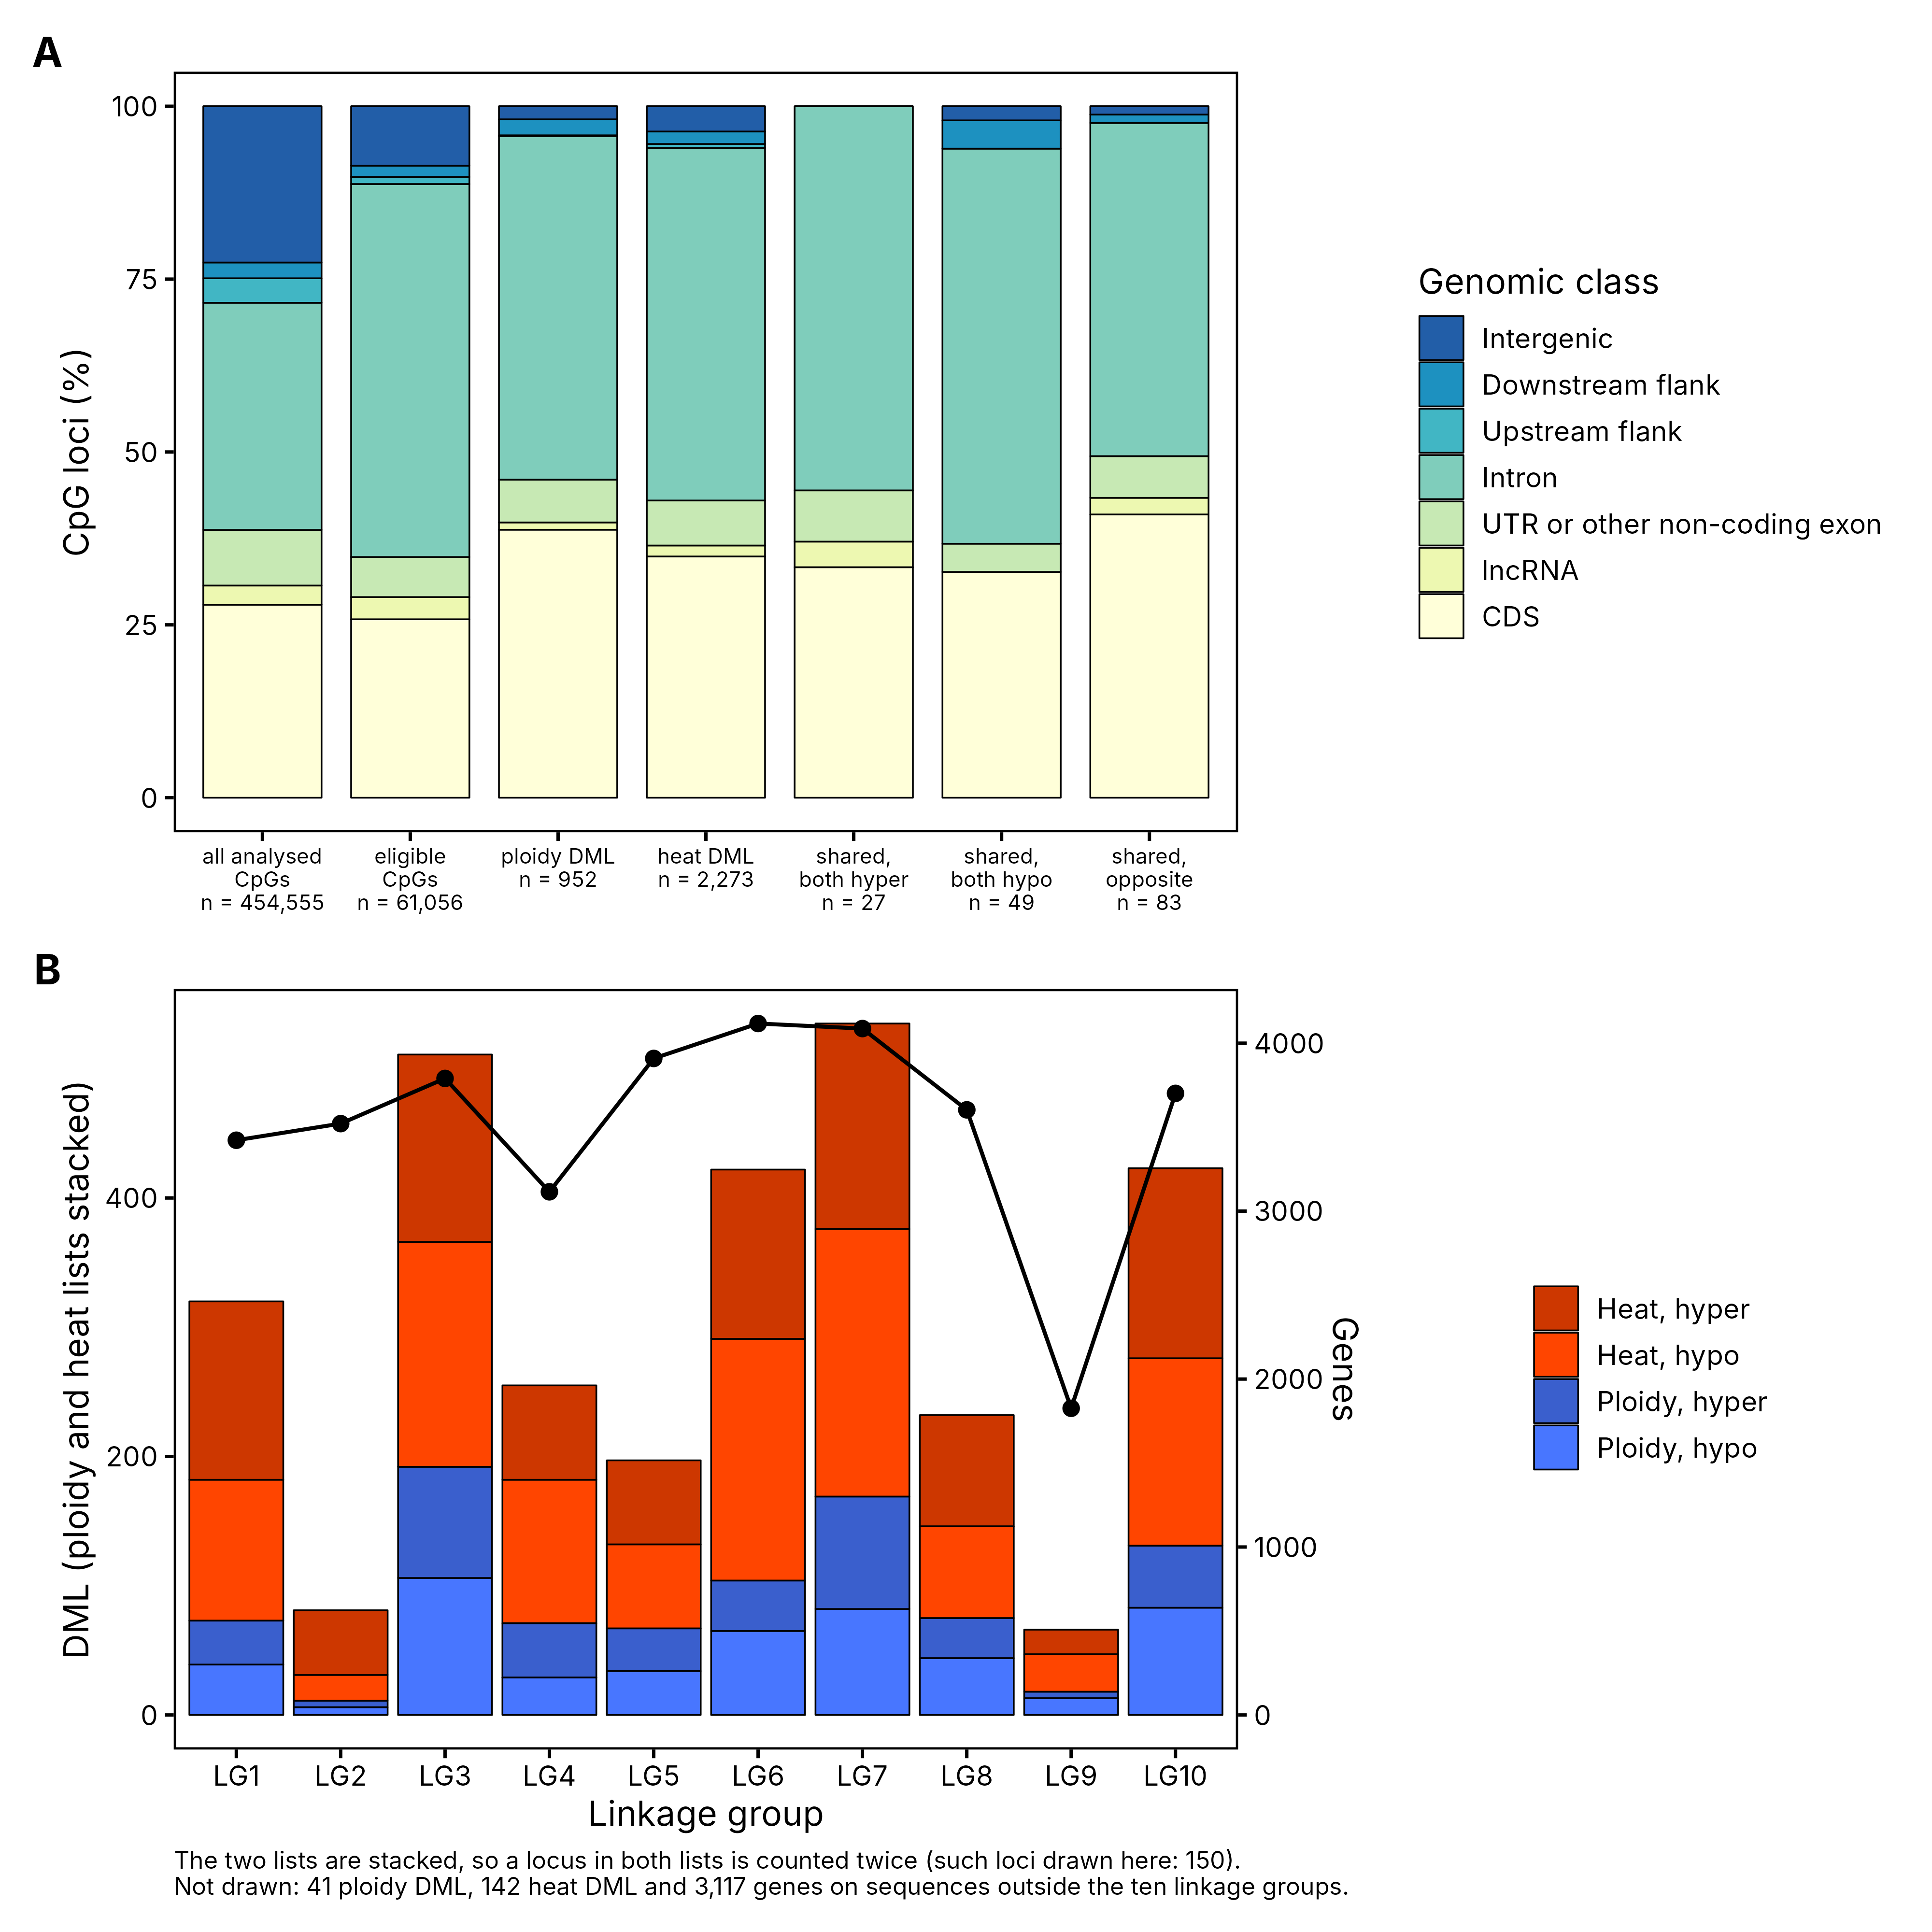 A
CpG loci (%)
100
75
50
25
0
all analysed
CpGs
n = 454,555
eligible
CpGs
n = 61,056
ploidy DML
n = 952
heat DML
n = 2,273
shared,
both hyper
n = 27
shared,
both hypo
n = 49
shared,
opposite
n = 83
Genomic class
Intergenic
Downstream flank
Upstream flank
Intron
UTR or other non-coding exon
lncRNA
CDS
B
DML (ploidy and heat lists stacked)
400
200
0
4000
3000
2000
1000
0
Genes
LG1
LG2
LG3
LG4
LG5
LG6
LG7
LG8
LG9
LG10
Linkage group
Heat, hyper
Heat, hypo
Ploidy, hyper
Ploidy, hypo
The two lists are stacked, so a locus in both lists is counted twice (such loci drawn here: 150).
Not drawn: 41 ploidy DML, 142 heat DML and 3,117 genes on sequences outside the ten linkage groups.